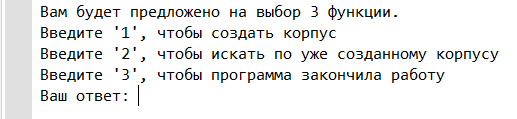 Вам будет предложено на выбор 3 функции.
Введите '1', чтобы создать корпус
Введите '2', чтобы искать по уже созданному корпусу
Введите '3', чтобы программа закончила работу
Ваш ответ: